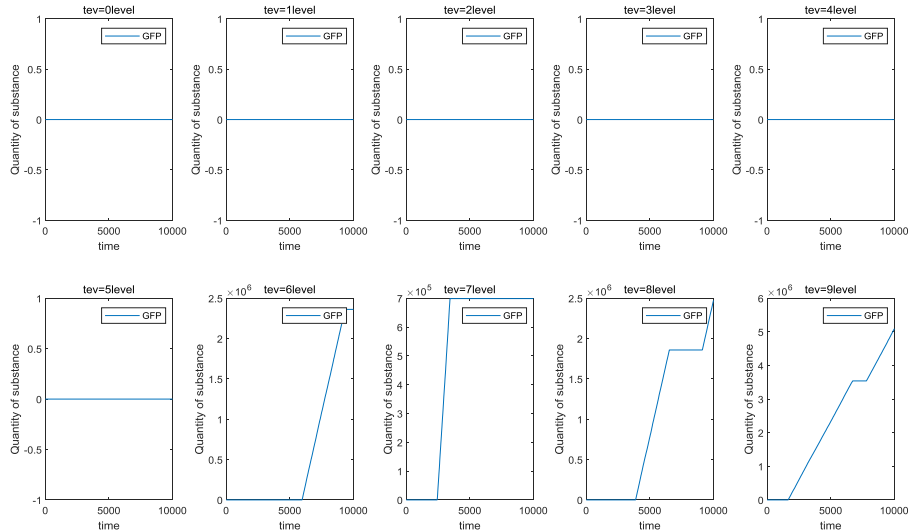 tev=0level tev=1level tev=2level tev=3level tev=4level
1 1 1 1 1
GFP GFP GFP GFP GFP
0.5 0.5 0.5 0.5 0.5
0 0 0 0 0
-0.5 -0.5 -0.5 -0.5 -0.5
-1 -1 -1 -1 -1
Quantity of substance Quantity of substance Quantity of substance Quantity of substance Quantity of substance
0 5000 10000 0 5000 10000 0 5000 10000 0 5000 10000 0 5000 10000
time time time time time
tev=5level ×10⁶ tev=6level ×10⁵ tev=7level ×10⁶ tev=8level ×10⁶ tev=9level
1 2.5 7 2.5 6
GFP GFP GFP GFP GFP
6
0.5 2 2 5
5
1.5 1.5 4
4
0 3
3
1 1
2 2
-0.5 0.5 0.5
1 1
-1 0 0 0 0
Quantity of substance Quantity of substance Quantity of substance Quantity of substance Quantity of substance
0 5000 10000 0 5000 10000 0 5000 10000 0 5000 10000 0 5000 10000
time time time time time